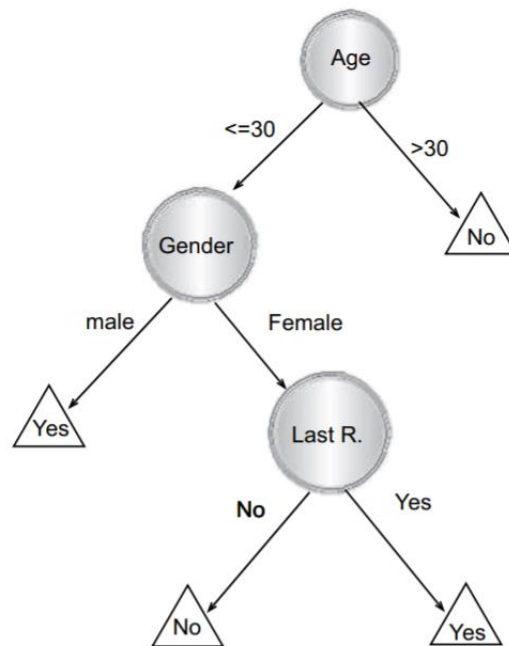 Age
<=30
>30
Gender
No
male
Female
Yes
Last R.
No
Yes
No
Yes